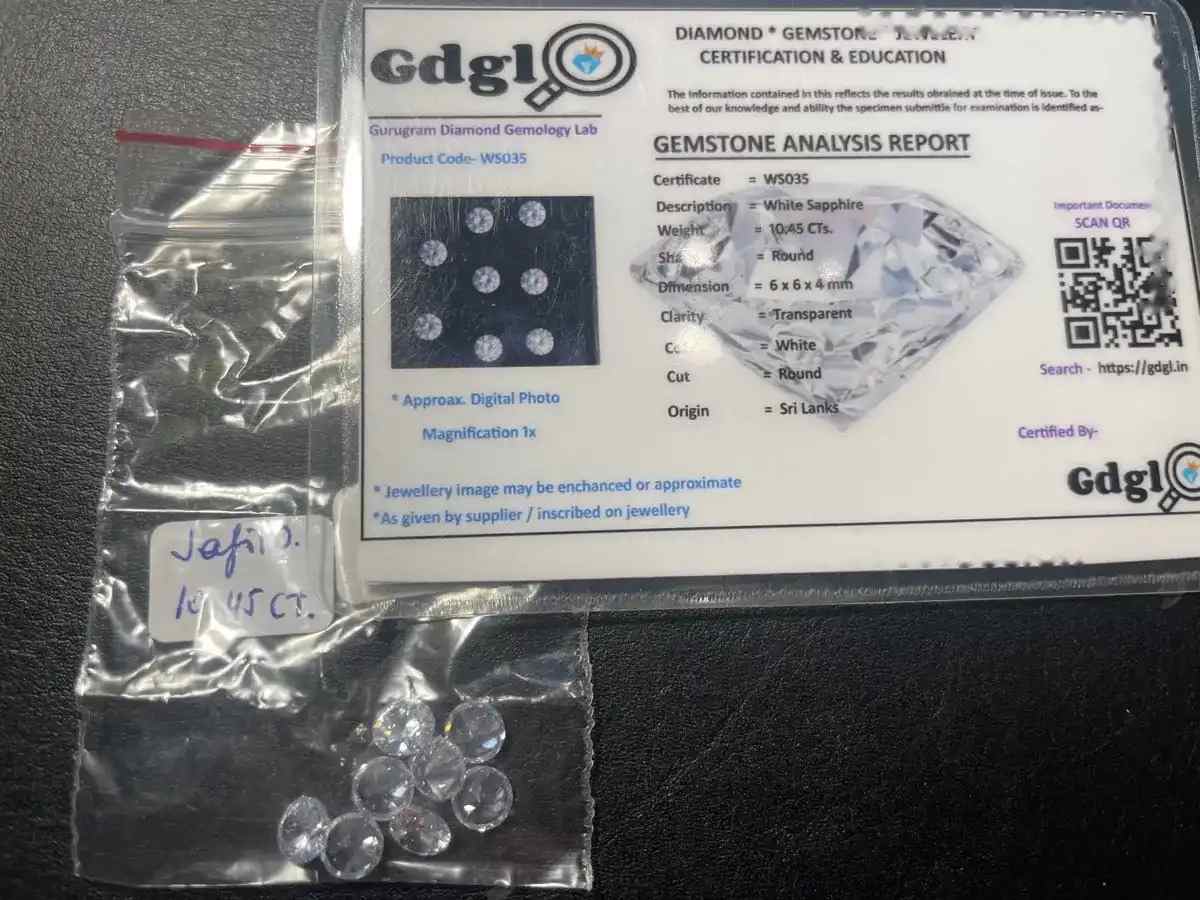 Gdgl
Gurugram Diamond Gemology Lab
Product Code- WS035
* Approax. Digital Photo
Magnification 1x
* Jewellery image may be enchanced or approximate
*As given by supplier / inscribed on jewellery
DIAMOND * GEMSTONE JEWELLERY
CERTIFICATION & EDUCATION
The Information contained in this reflects the results obrained at the time of issue. To the
best of our knowledge and ability the specimen submittie for examination is identified as-
GEMSTONE ANALYSIS REPORT
Certificate = WS035
Description = White Sapphire
Weight = 10.45 CTs.
= Round
Dimension = 6 x 6 x 4 mm
Clarity = Transparent
= White
Cut = Round
Origin = Sri Lanks
Important Documen
SCAN QR
Search - https://gdgl.in
Certified By-
Gdgl
45 CT.